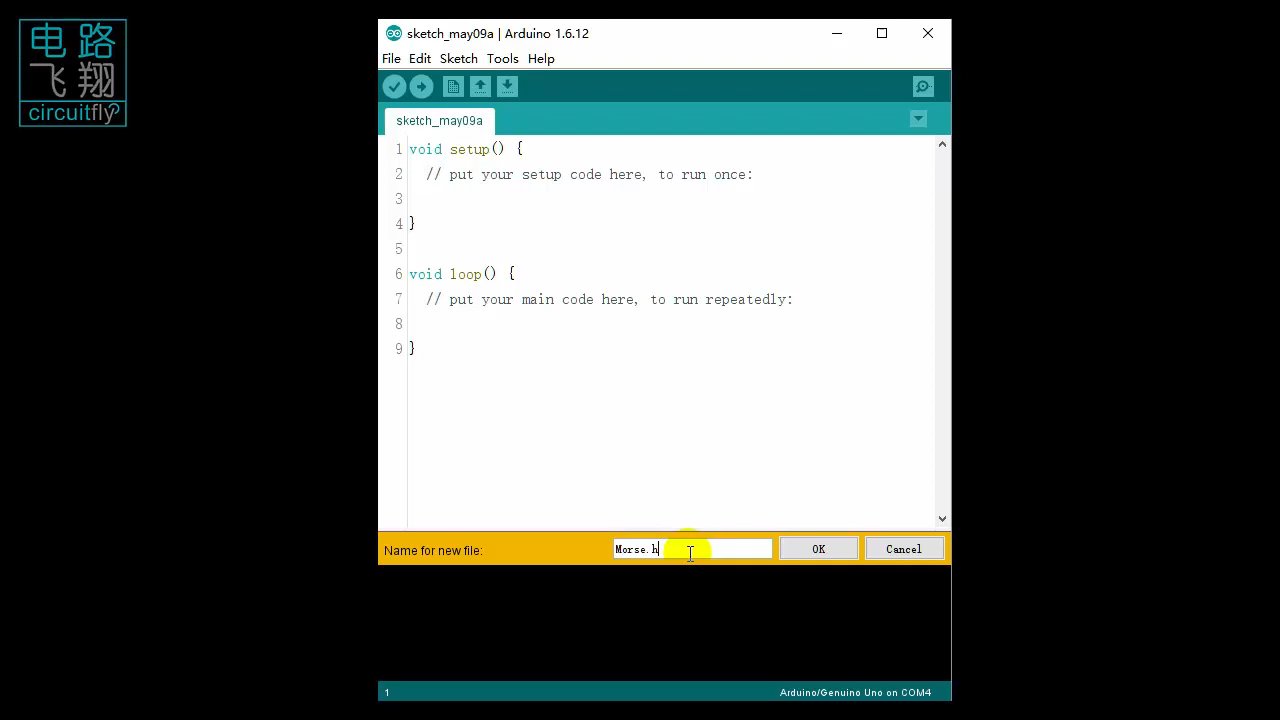 电路
飞翔
circuitfly
sketch_may09a | Arduino 1.6.12
File Edit Sketch Tools Help
sketch_may09a
1 void setup() {
2 // put your setup code here, to run once:
3
4 }
5
6 void loop() {
7 // put your main code here, to run repeatedly:
8
9 }
Name for new file: Morse.h OK Cancel
1 Arduino/Genuino Uno on COM4